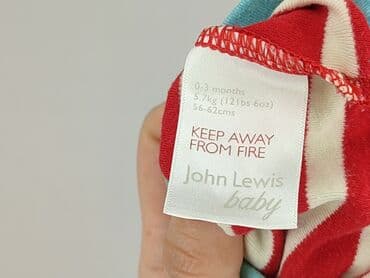 0-3 months
5.7kg (12lbs 6oz)
56-62cms
KEEP AWAY
FROM FIRE
John Lewis
baby